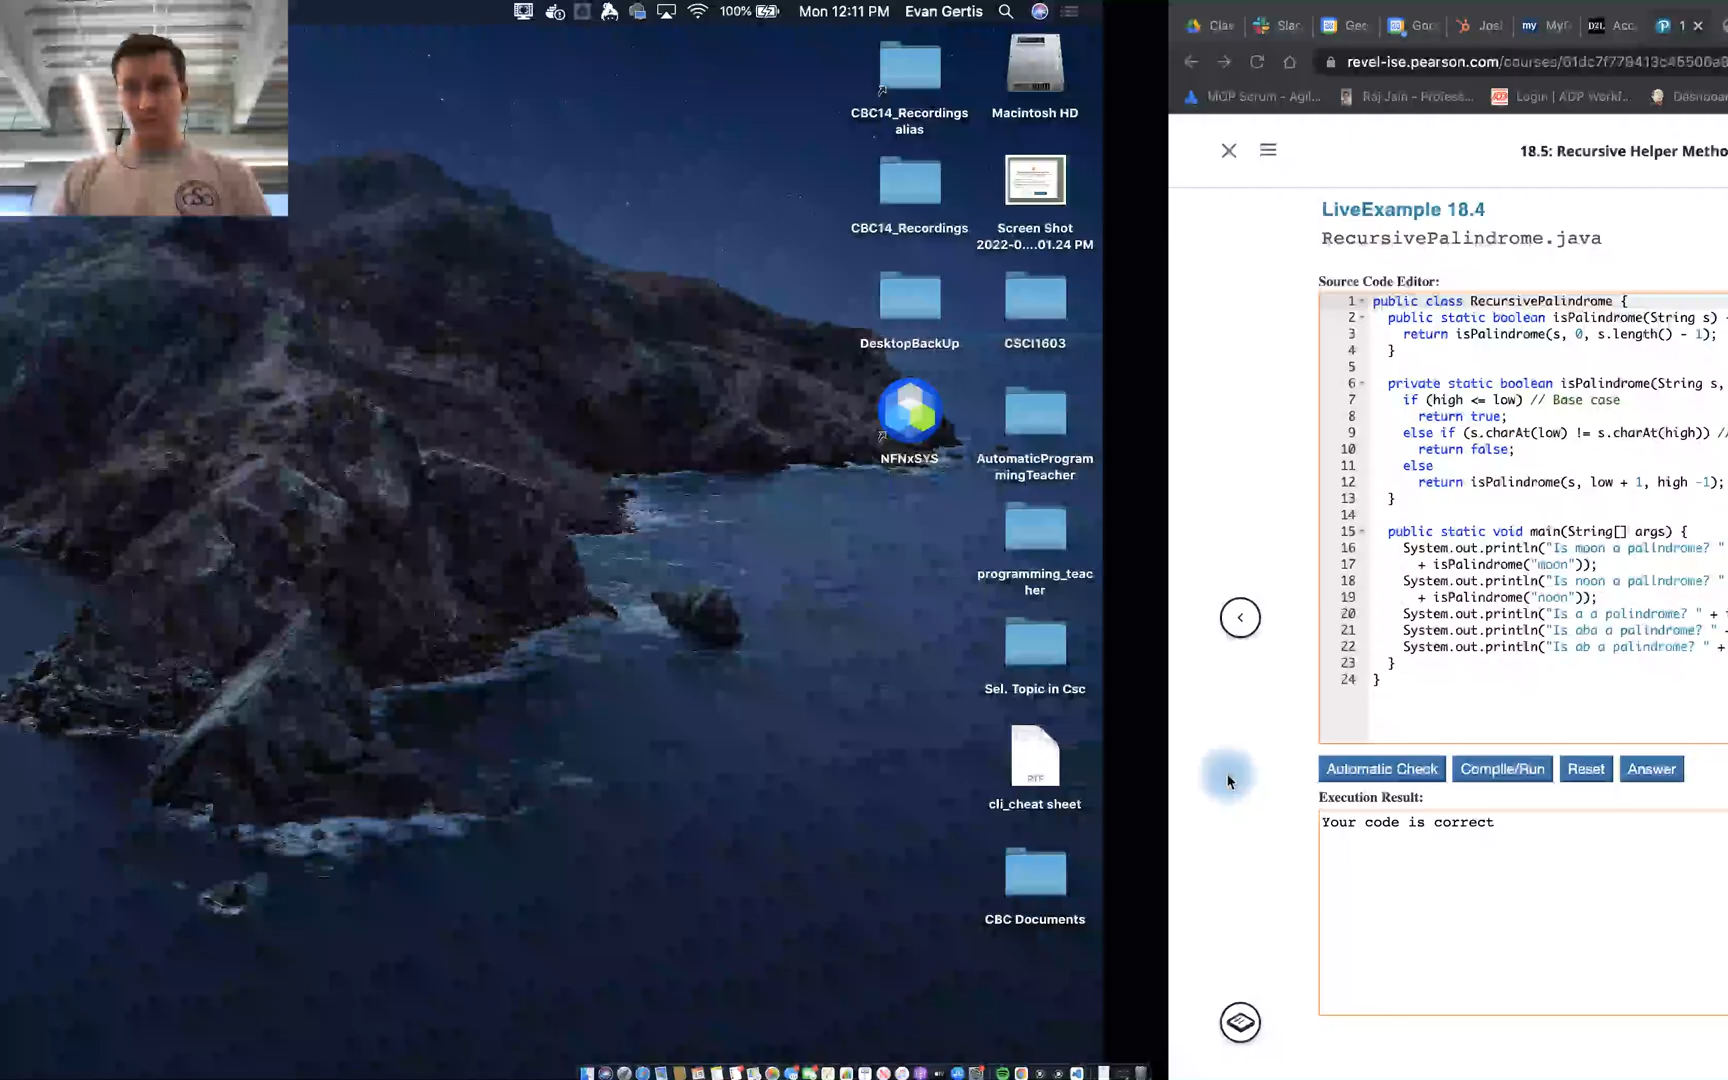 100%
Mon 12:11 PM
Evan Gertis
CBC14_Recordings
alias
Macintosh HD
CBC14_Recordings
Screen Shot
2022-0....01.24 PM
DesktopBackUp
CSCI1603
NFNxSYS
AutomaticProgram
mingTeacher
programming_teac
her
Sel. Topic in Csc
cli_cheat sheet
CBC Documents
CSO
RTF
Slac
my
Accc
revel-ise.pearson.com/courses/
MCP Scrum - Agil...
Raj Jain - Profess...
Login | ADP Workf...
18.5: Recursive Helper Metho
LiveExample 18.4
RecursivePalindrome.java
Source Code Editor:
1 public class RecursivePalindrome {
2 public static boolean isPalindrome(String s)
3 return isPalindrome(s, 0, s.length() - 1);
4 }
5
6 private static boolean isPalindrome(String s,
7 if (high <= low) // Base case
8 return true;
9 else if (s.charAt(low) != s.charAt(high)) //
10 return false;
11 else
12 return isPalindrome(s, low + 1, high -1);
13 }
14
15 public static void main(String[] args) {
16 System.out.println("Is moon a palindrome? "
17 + isPalindrome("moon"));
18 System.out.println("Is noon a palindrome? "
19 + isPalindrome("noon"));
20 System.out.println("Is a a palindrome? " +
21 System.out.println("Is aba a palindrome? "
22 System.out.println("Is ab a palindrome? " +
23 }
24 }
Automatic Check
Compile/Run
Reset
Answer
Execution Result:
Your code is correct